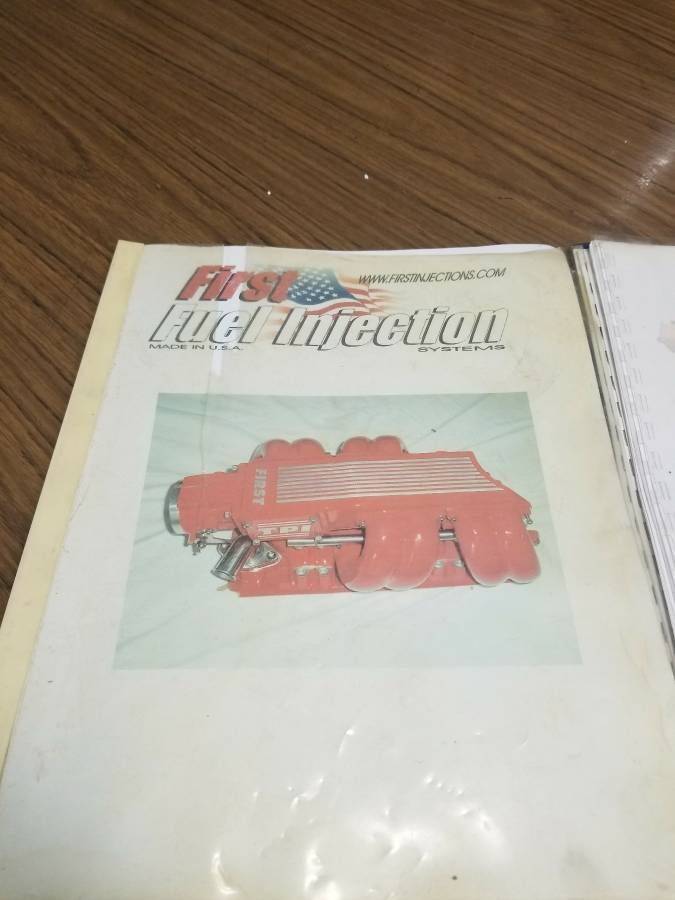 First
WWW.FIRSTINJECTIONS.COM
Fuel Injection
MADE IN U.S.A.
SYSTEMS
FIRST
TPI